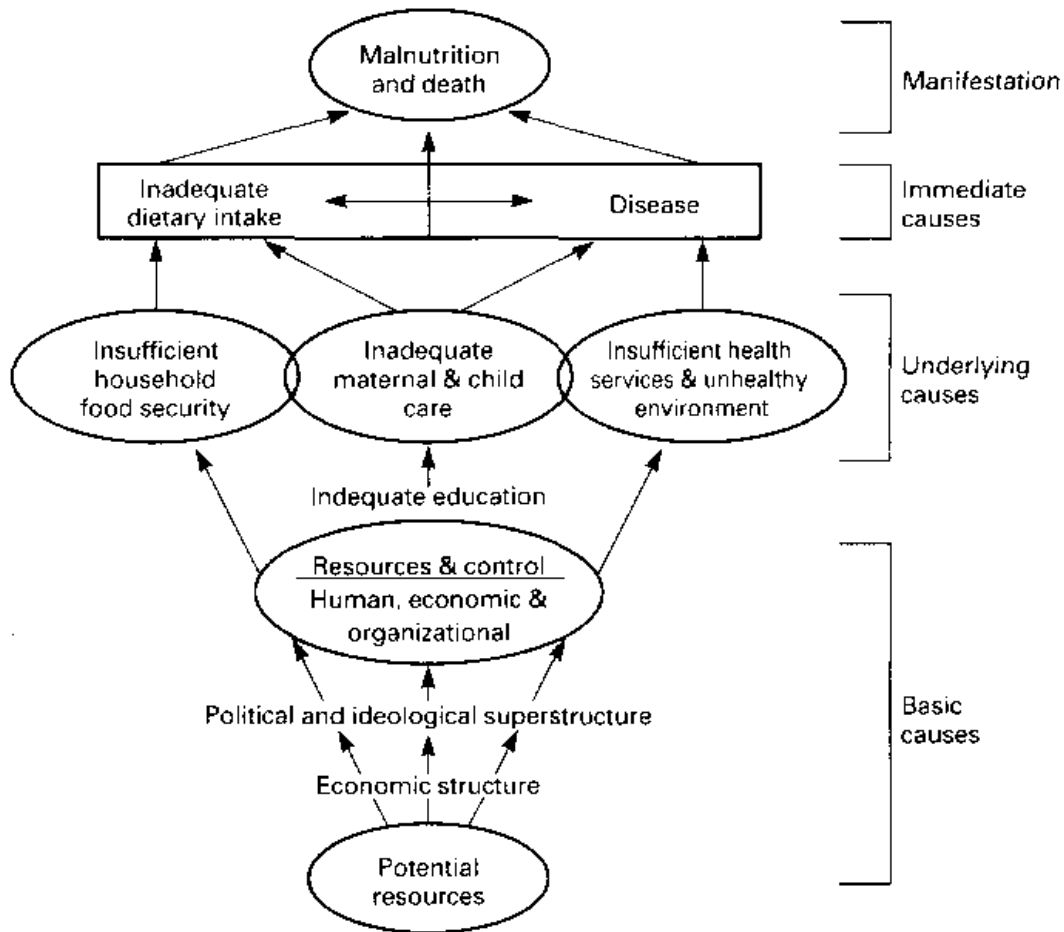 Malnutrition
and death
Manifestation
Inadequate
dietary intake
Disease
Immediate
causes
Insufficient
household
food security
Inadequate
maternal & child
care
Insufficient health
services & unhealthy
environment
Underlying
causes
Indequate education
Resources & control
Human, economic &
organizational
Political and ideological superstructure
Economic structure
Basic
causes
Potential
resources